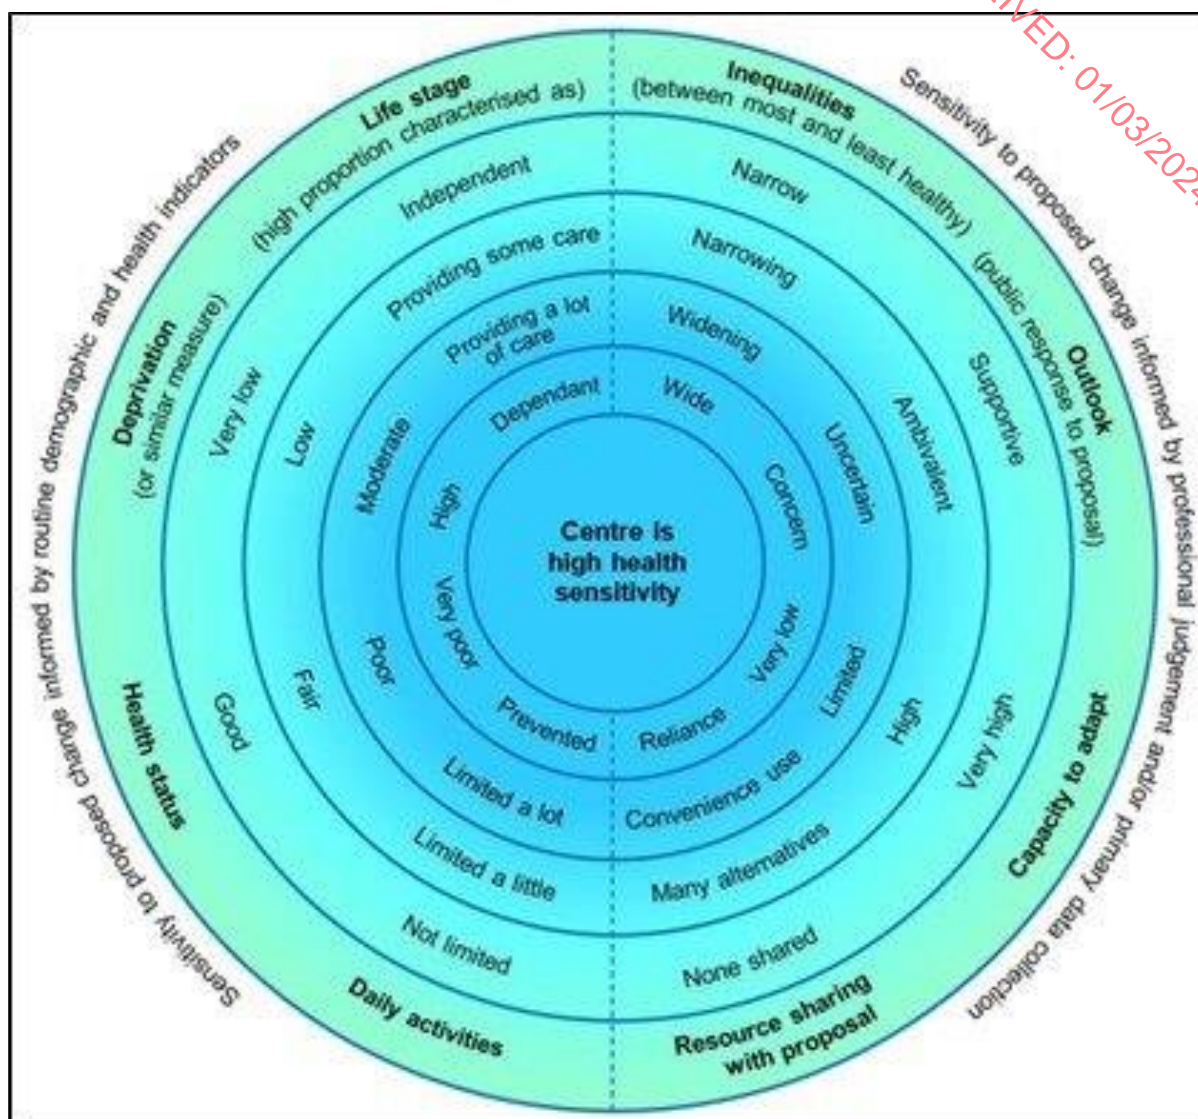 Sensitivity to proposed change informed by routine demographic and health indicators
Sensitivity to proposed change informed by professional judgement and/or primary data collection
01/03/2024
Life stage
(high proportion characterised as)
Independent
Providing some care
Providing a lot
of care
Dependant
Inequalities
(between most and least healthy)
Narrow
Narrowing
Widening
Wide
Outlook
(public response to proposal)
Supportive
Ambivalent
Uncertain
Concern
Capacity to adapt
Very high
High
Limited
Very low
Resource sharing
with proposal
None shared
Many alternatives
Convenience use
Reliance
Daily activities
Not limited
Limited a little
Limited a lot
Prevented
Health status
Good
Fair
Poor
Very poor
Deprivation
(or similar measure)
Very low
Low
Moderate
High
Centre is
high health
sensitivity